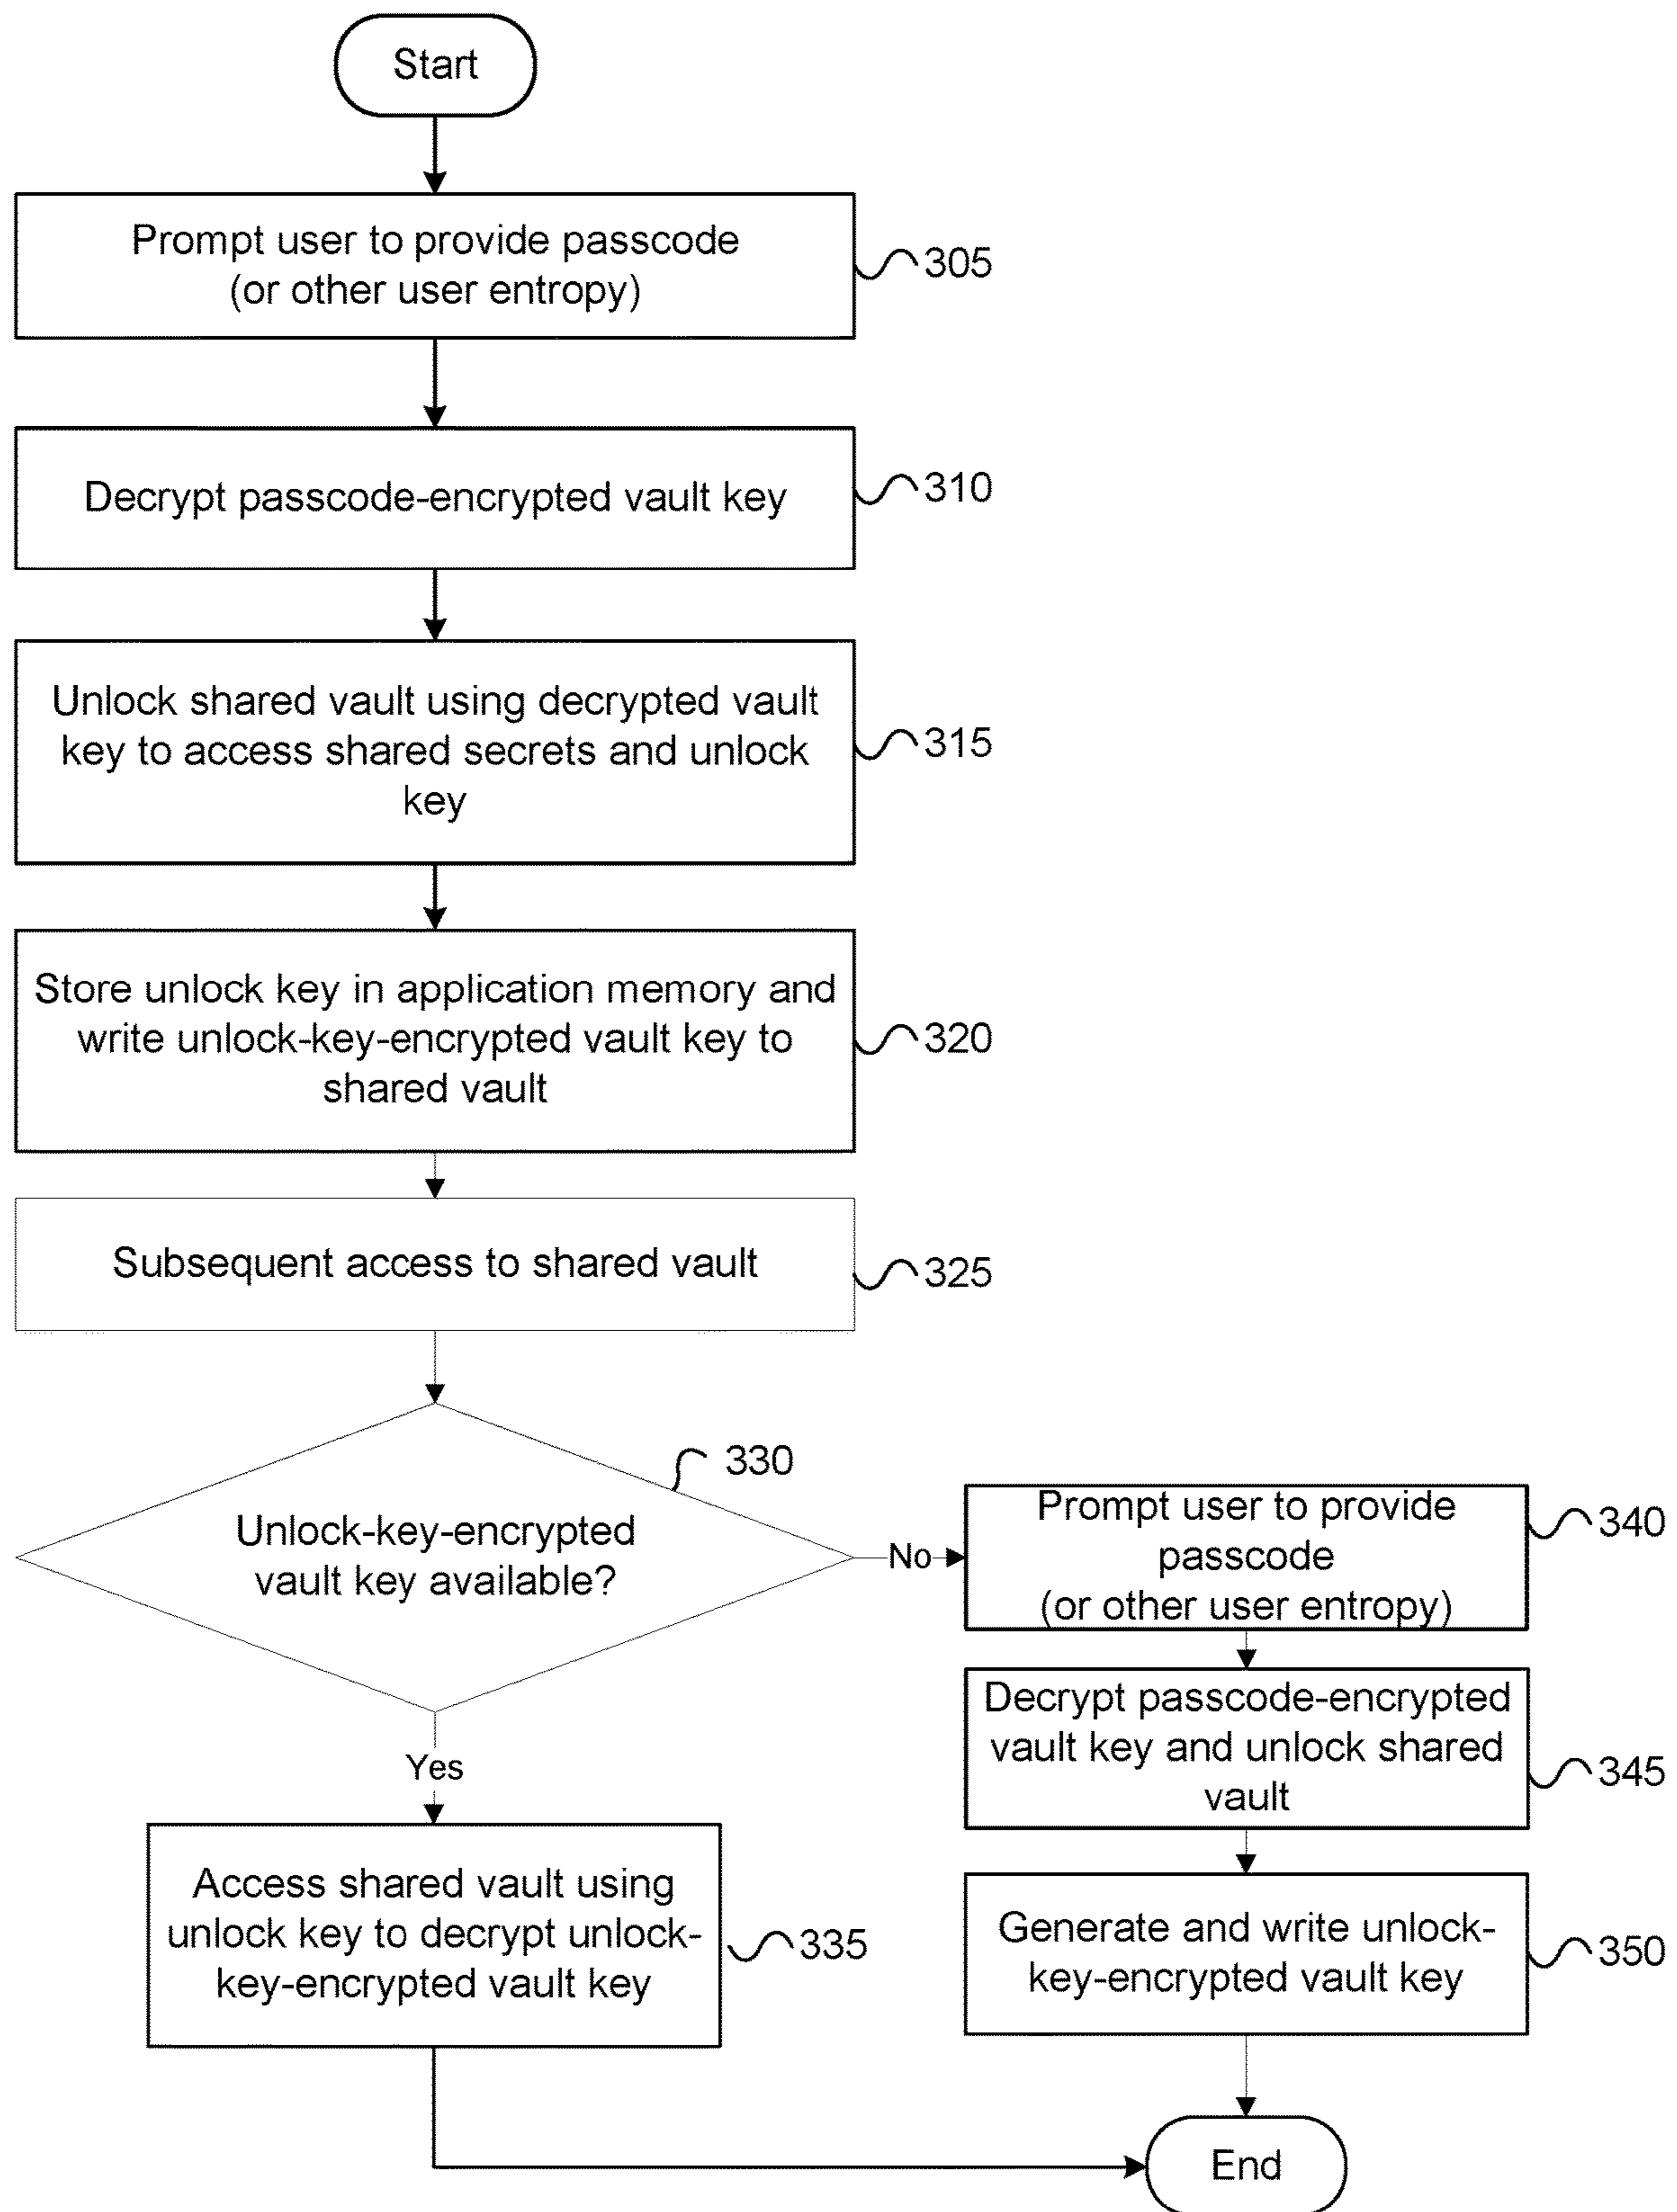 Start
Prompt user to provide passcode
(or other user entropy)
305
Decrypt passcode-encrypted vault key
310
Unlock shared vault using decrypted vault
key to access shared secrets and unlock
key
315
Store unlock key in application memory and
write unlock-key-encrypted vault key to
shared vault
320
Subsequent access to shared vault
325
330
Unlock-key-encrypted
vault key available?
No
Prompt user to provide
passcode
(or other user entropy)
340
Decrypt passcode-encrypted
vault key and unlock shared
vault
345
Yes
Access shared vault using
unlock key to decrypt unlock-
key-encrypted vault key
335
Generate and write unlock-
key-encrypted vault key
350
End